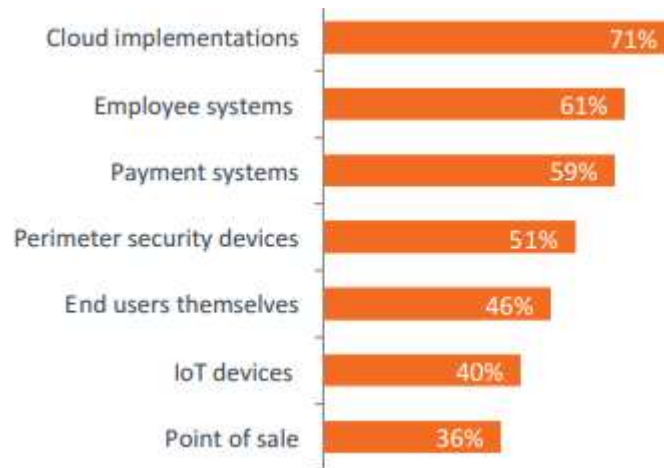 Cloud implementations 71%
Employee systems 61%
Payment systems 59%
Perimeter security devices 51%
End users themselves 46%
IoT devices 40%
Point of sale 36%